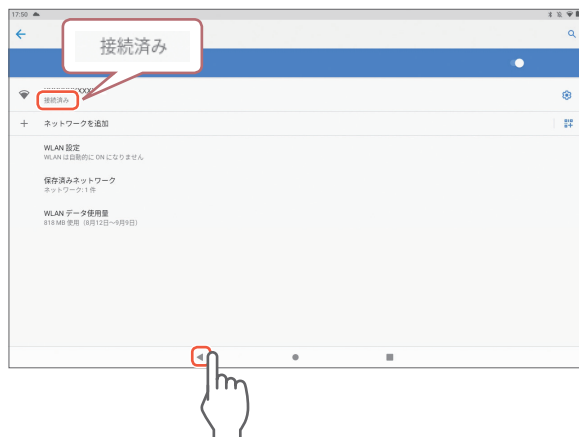 17:50
接続済み
接続済み
ネットワークを追加
WLAN 設定
WLAN は自動的に ON になりません
保存済みネットワーク
ネットワーク: 1 件
WLAN データ使用量
818 MB 使用（8月12日～9月9日）